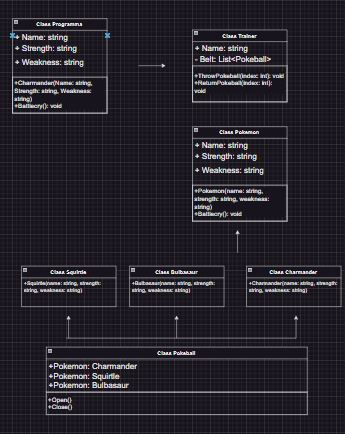 Class Programma
+ Name: string
+ Strength: string
+ Weakness: string
+Charmander(Name: string,
Strength: string, Weakness:
string)
+Battlecry(): void
Class Trainer
+ Name: string
- Belt: List<Pokeball>
+ThrowPokeball(index: int): void
+ReturnPokeball(index: int):
void
Class Pokemon
+ Name: string
+ Strength: string
+ Weakness: string
+Pokemon(name: string,
strength: string, weakness:
string)
+Battlecry(): void
Class Squirtle
+Squirtle(name: string, strength:
string, weakness: string)
Class Bulbasaur
+Bulbasaur(name: string, strength:
string, weakness: string)
Class Charmander
+Charmander(name: string, strength:
string, weakness: string)
Class Pokeball
+Pokemon: Charmander
+Pokemon: Squirtle
+Pokemon: Bulbasaur
+Open()
+Close()